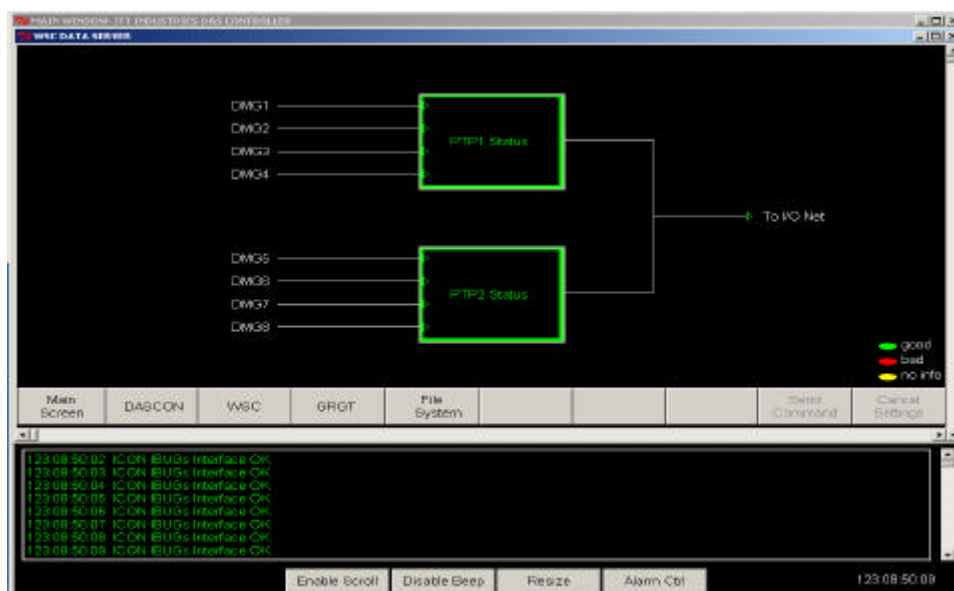 MAIN WINDOW: ITT INDUSTRIES DAS CONTROLLER
WSC DATA SERVER
DMG1
DMG2
DMG3
DMG4
PTP1 Status
To I/O Net
DMG5
DMG6
DMG7
DMG8
PTP2 Status
good
bad
no info
Main Screen
DASCON
WSC
GRGT
File System
Send Command
Cancel Settings
123:08:50:02 ICON IBUGs Interface OK
123:08:50:03 ICON IBUGs Interface OK
123:08:50:04 ICON IBUGs Interface OK
123:08:50:05 ICON IBUGs Interface OK
123:08:50:06 ICON IBUGs Interface OK
123:08:50:07 ICON IBUGs Interface OK
123:08:50:08 ICON IBUGs Interface OK
123:08:50:09 ICON IBUGs Interface OK
Enable Scroll
Disable Beep
Resize
Alarm Ctrl
123:08:50:09